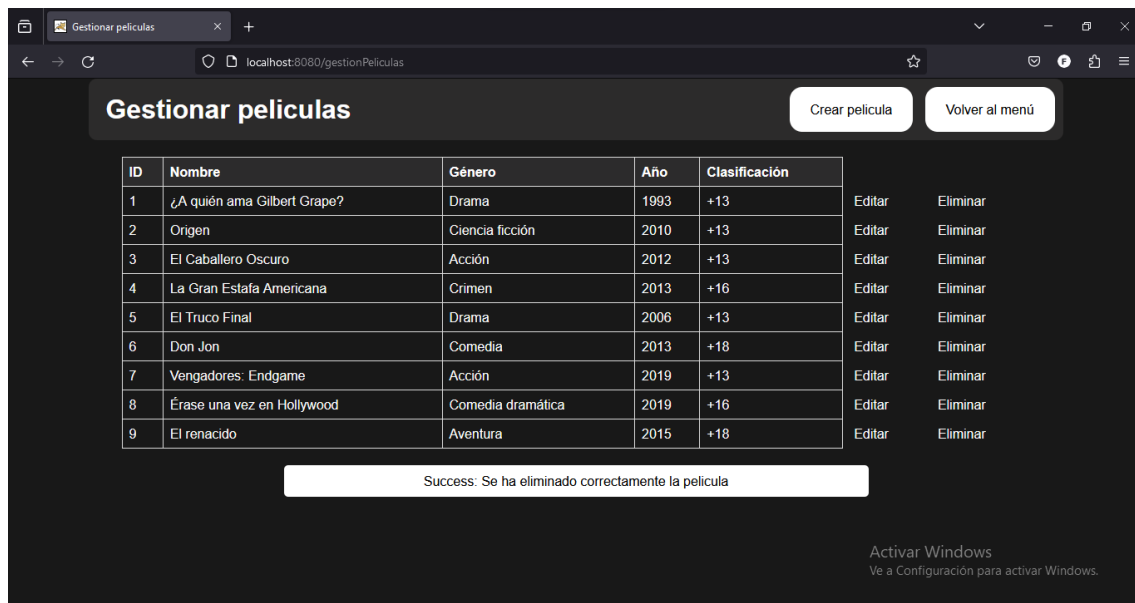 Gestionar peliculas
localhost:8080/gestionPeliculas
F
Gestionar peliculas
Crear pelicula
Volver al menú
ID Nombre Género Año Clasificación
1 ¿A quién ama Gilbert Grape? Drama 1993 +13 Editar Eliminar
2 Origen Ciencia ficción 2010 +13 Editar Eliminar
3 El Caballero Oscuro Acción 2012 +13 Editar Eliminar
4 La Gran Estafa Americana Crimen 2013 +16 Editar Eliminar
5 El Truco Final Drama 2006 +13 Editar Eliminar
6 Don Jon Comedia 2013 +18 Editar Eliminar
7 Vengadores: Endgame Acción 2019 +13 Editar Eliminar
8 Érase una vez en Hollywood Comedia dramática 2019 +16 Editar Eliminar
9 El renacido Aventura 2015 +18 Editar Eliminar
Success: Se ha eliminado correctamente la pelicula
Activar Windows
Ve a Configuración para activar Windows.